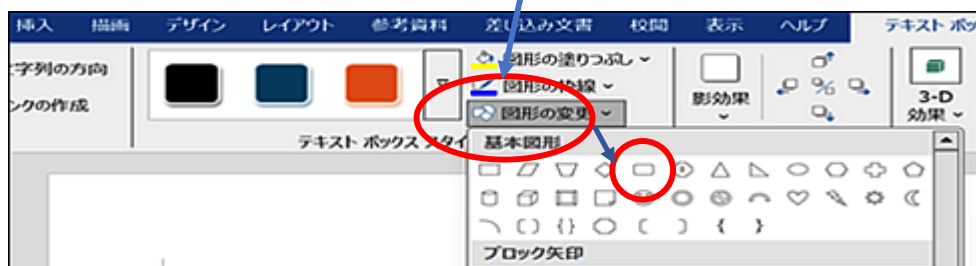 挿入 描画 デザイン レイアウト 参考資料 差し込み文書 校閲 表示 ヘルプ テキスト ボッ
字列の方向
ンクの作成
図形の塗りつぶし
図形の枠線
図形の変更
影効果
3-D
効果
テキスト ボックス スタイ
基本図形
ブロック矢印